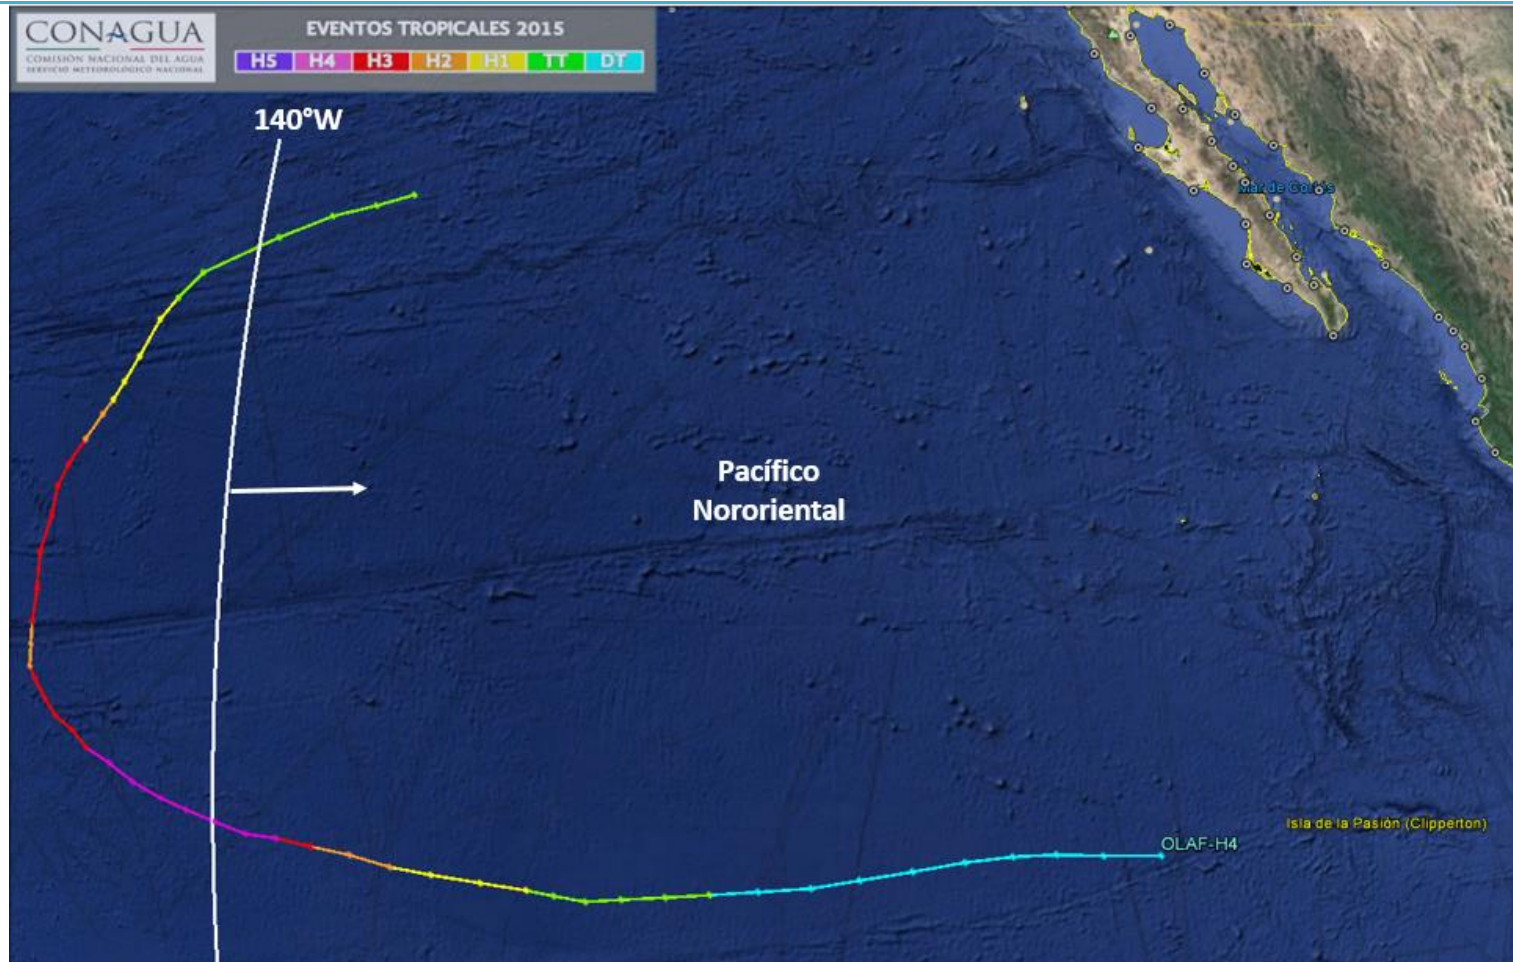 CONAGUA
COMISIÓN NACIONAL DEL AGUA
SERVICIO METEOROLÓGICO NACIONAL
EVENTOS TROPICALES 2015
H5 H4 H3 H2 H1 TT DT
140°W
Mar de Cortés
Pacífico
Nororiental
Isla de la Pasión (Clipperton)
OLAF-H4